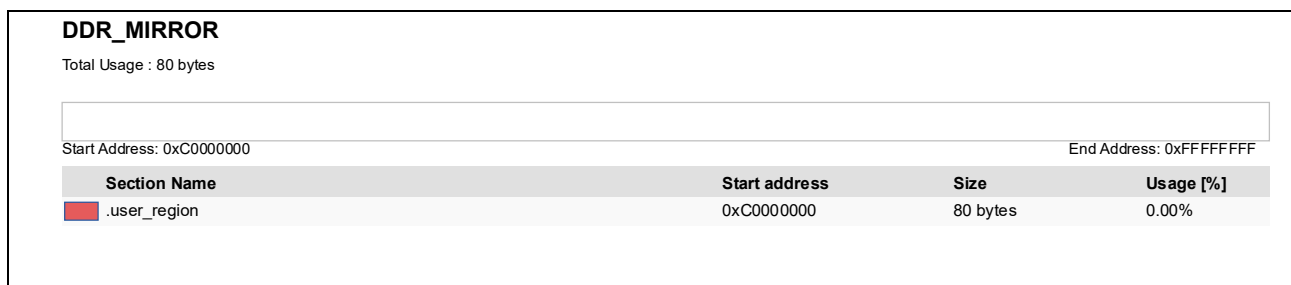 DDR_MIRROR
Total Usage : 80 bytes
Start Address: 0xC0000000 End Address: 0xFFFFFFFF
Section Name Start address Size Usage [%]
.user_region 0xC0000000 80 bytes 0.00%